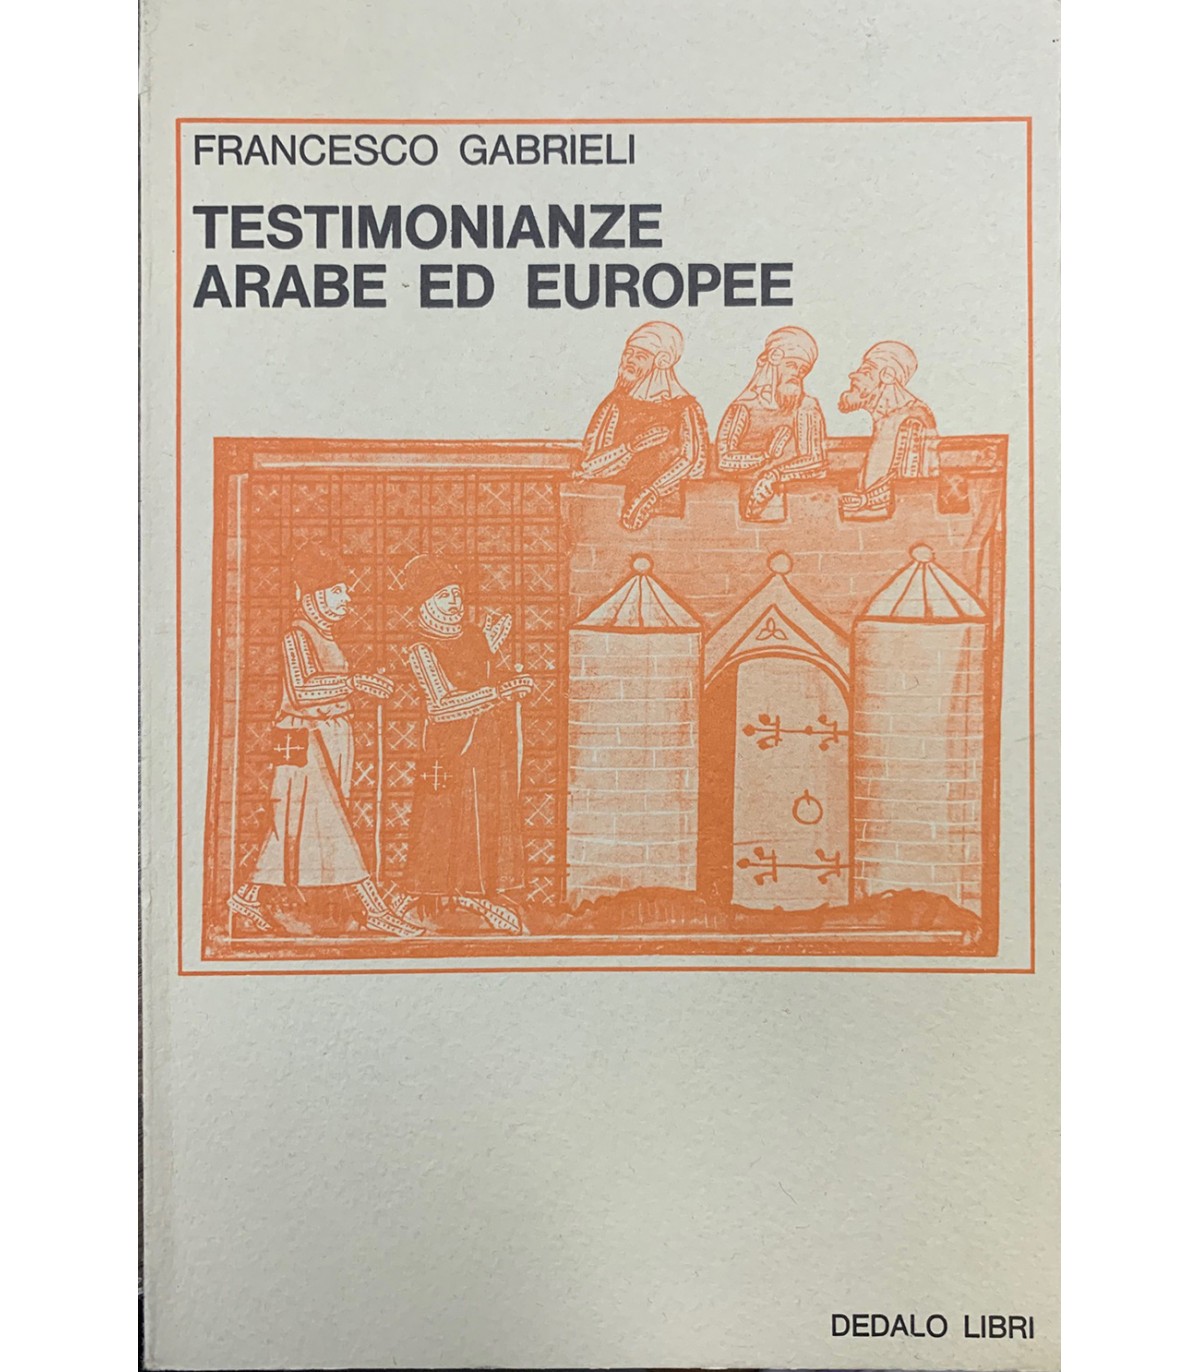 FRANCESCO GABRIELI
TESTIMONIANZE
ARABE ED EUROPEE
DEDALO LIBRI